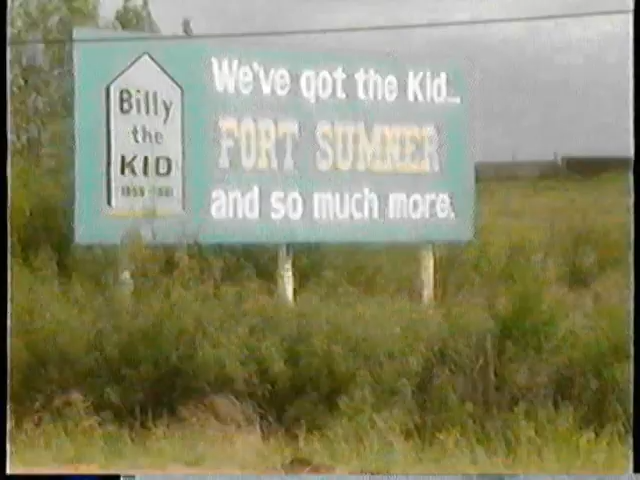 Billy
the
KID
We've got the Kid...
FORT SUMNER
and so much more.